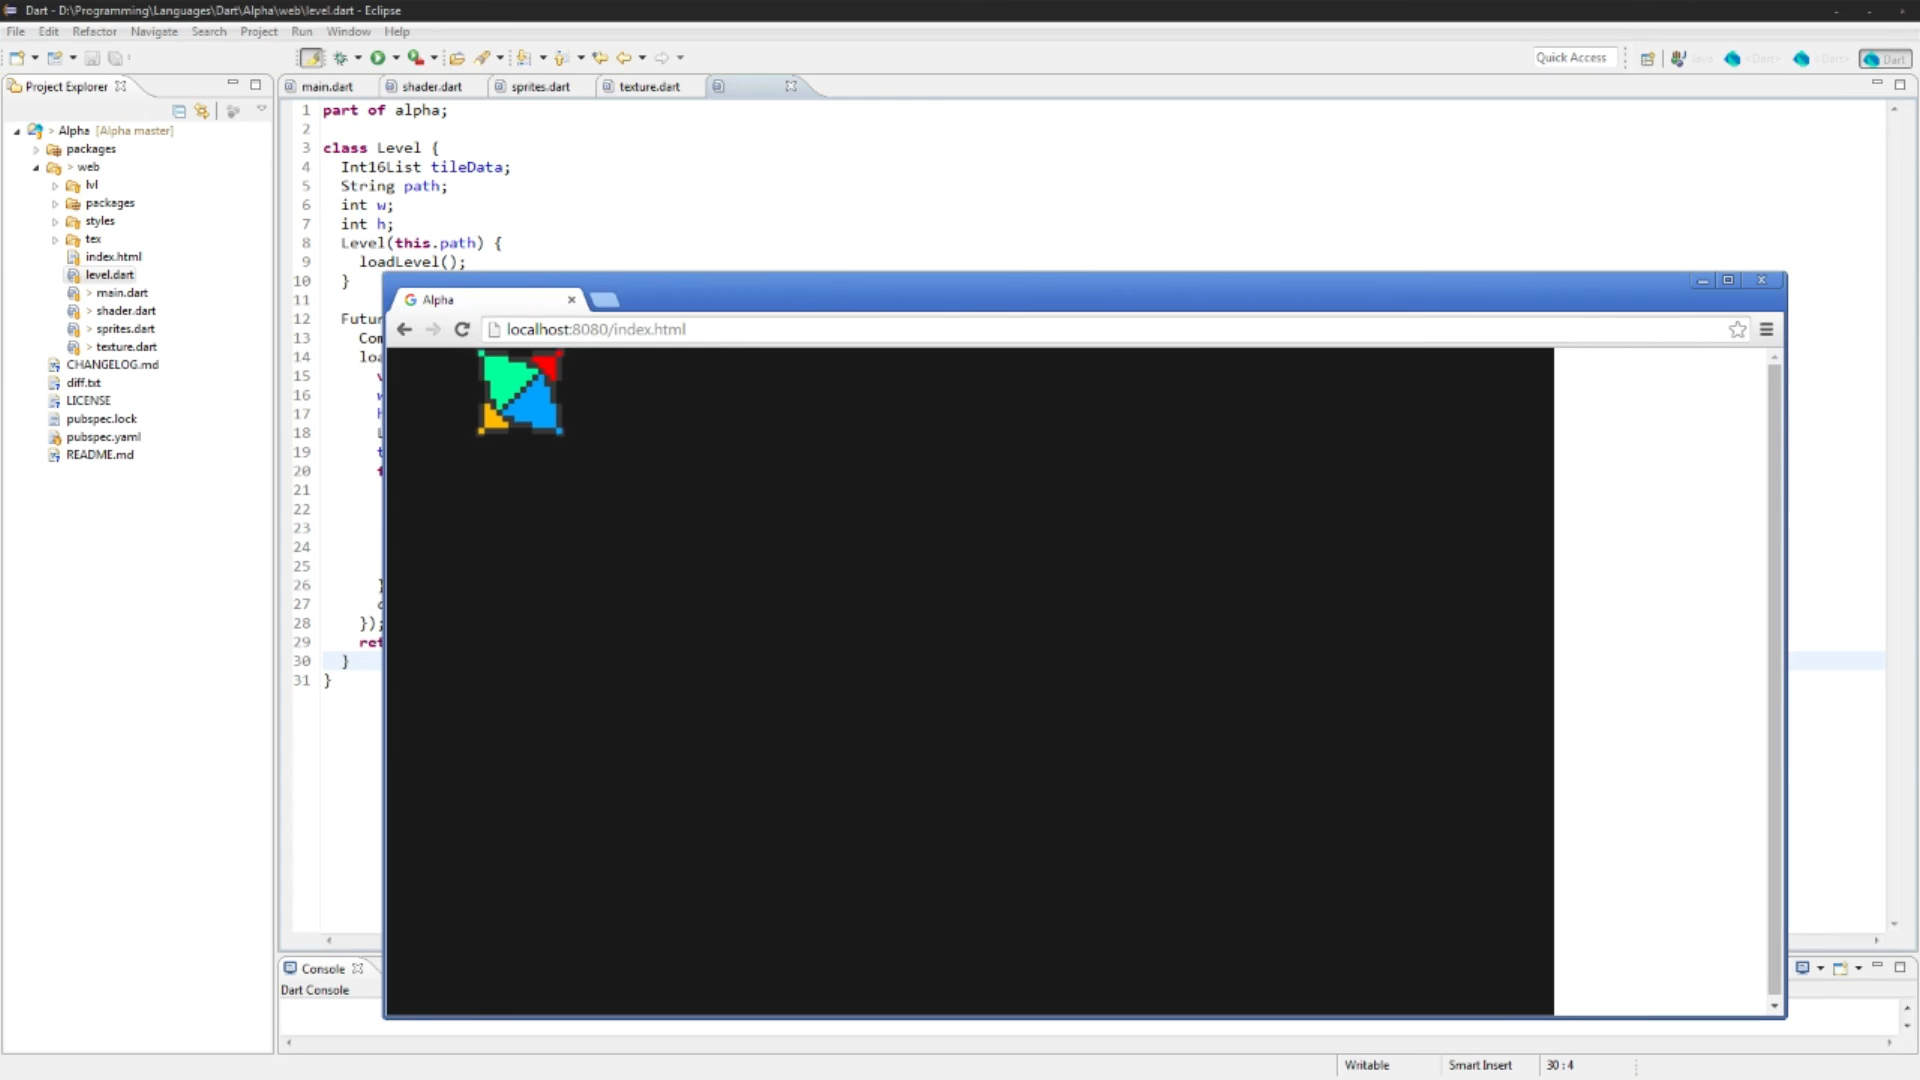 Dart - D:\Programming\Languages\Dart\Alpha\web\level.dart - Eclipse
File Edit Refactor Navigate Search Project Run Window Help
Quick Access Java <Dart> <Dart> Dart
Project Explorer
main.dart shader.dart sprites.dart texture.dart
> Alpha [Alpha master]
packages
> web
lvl
packages
styles
tex
index.html
level.dart
> main.dart
> shader.dart
> sprites.dart
> texture.dart
CHANGELOG.md
diff.txt
LICENSE
pubspec.lock
pubspec.yaml
README.md
1 part of alpha;
2
3 class Level {
4 Int16List tileData;
5 String path;
6 int w;
7 int h;
8 Level(this.path) {
9 loadLevel();
10 }
11
12 Futur
13 Com
14 loa
15
16
17
18
19
20
21
22
23
24
25
26 }
27
28 });
29 ret
30 }
31 }
Alpha
localhost:8080/index.html
Console
Dart Console
Writable Smart Insert 30 : 4